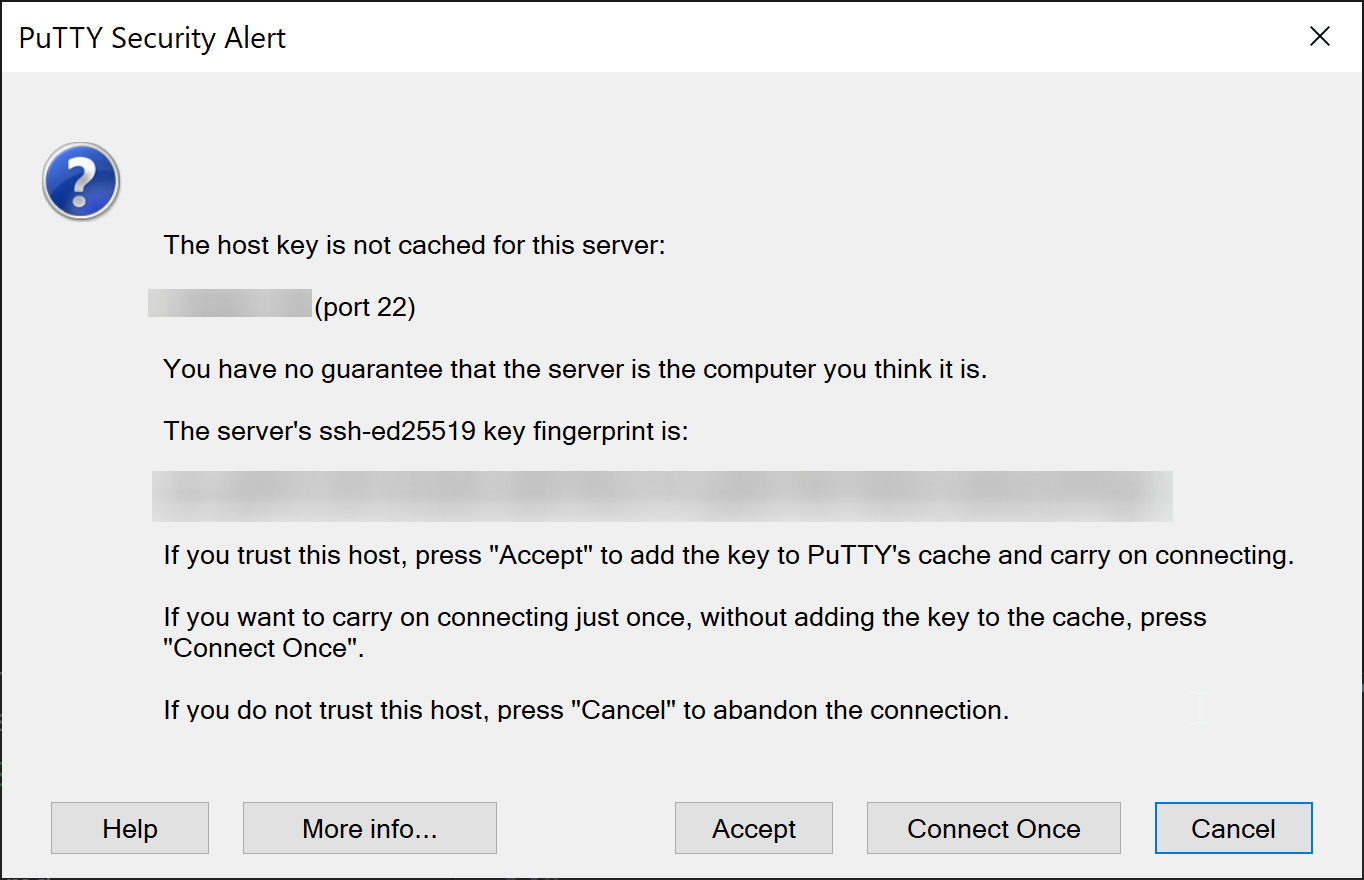 PuTTY Security Alert
The host key is not cached for this server:
(port 22)
You have no guarantee that the server is the computer you think it is.
The server's ssh-ed25519 key fingerprint is:
If you trust this host, press "Accept" to add the key to PuTTY's cache and carry on connecting.
If you want to carry on connecting just once, without adding the key to the cache, press
"Connect Once".
If you do not trust this host, press "Cancel" to abandon the connection.
Help
More info...
Accept
Connect Once
Cancel